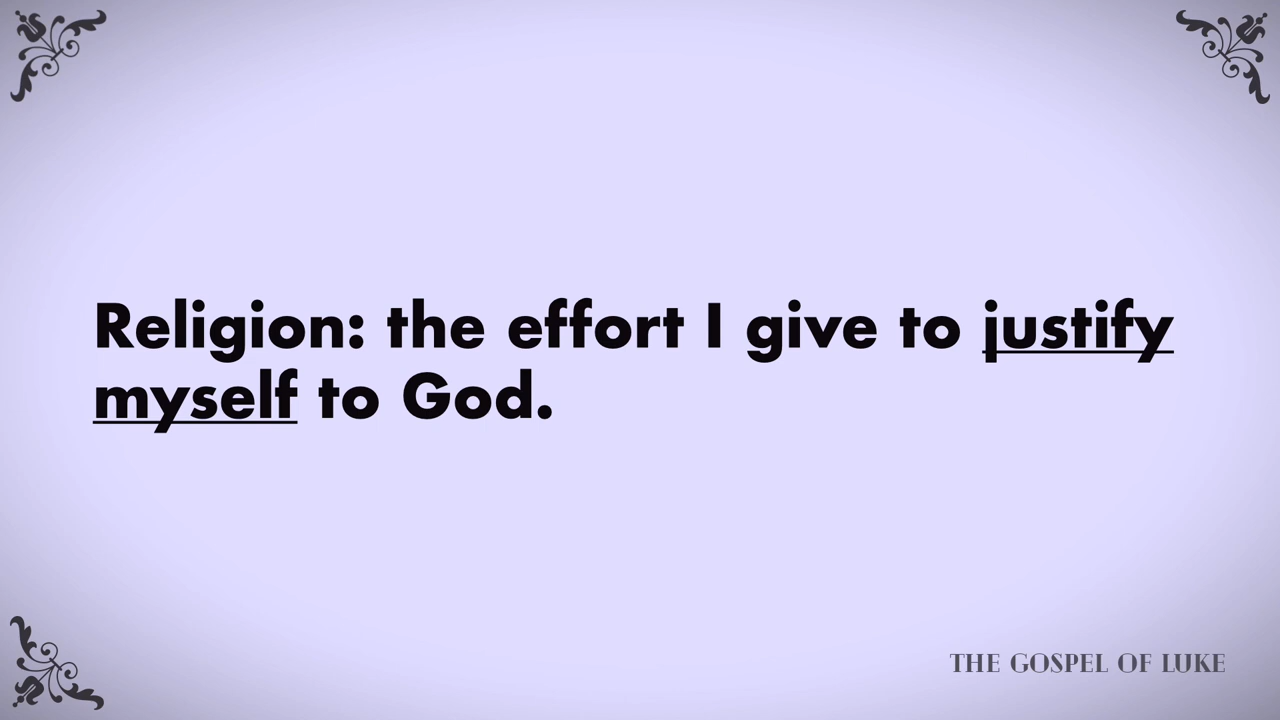 Religion: the effort I give to justify
myself to God.
THE GOSPEL OF LUKE